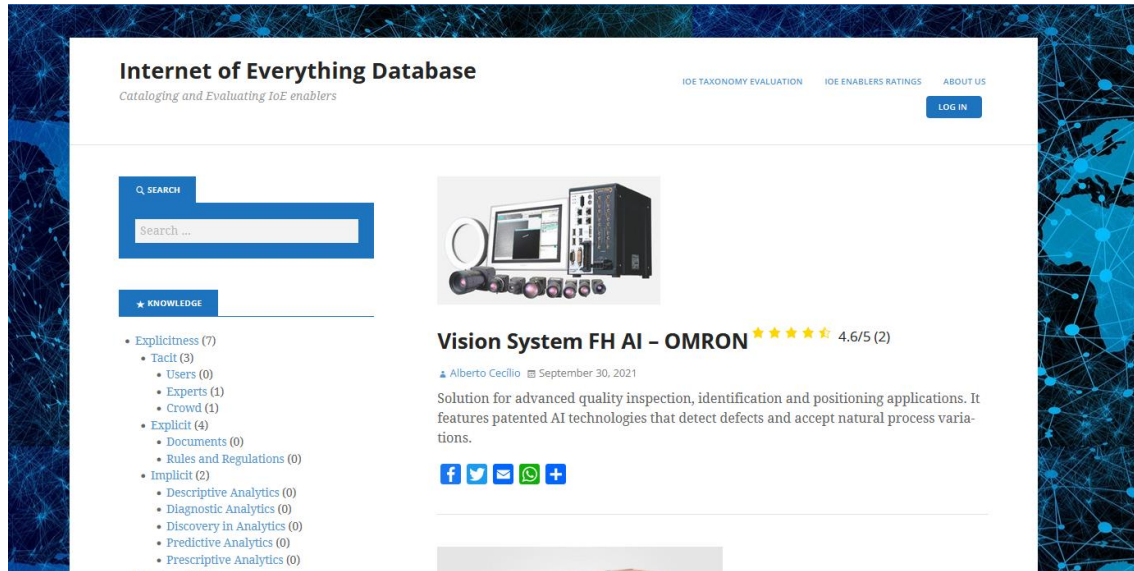 Internet of Everything Database
Cataloging and Evaluating IoE enablers
IOE TAXONOMY EVALUATION IOE ENABLERS RATINGS ABOUT US
LOG IN
SEARCH
Search ...
KNOWLEDGE
Explicitness (7)
Tacit (3)
Users (0)
Experts (1)
Crowd (1)
Explicit (4)
Documents (0)
Rules and Regulations (0)
Implicit (2)
Descriptive Analytics (0)
Diagnostic Analytics (0)
Discovery in Analytics (0)
Predictive Analytics (0)
Prescriptive Analytics (0)
Vision System FH AI – OMRON 4.6/5 (2)
Alberto Cecílio September 30, 2021
Solution for advanced quality inspection, identification and positioning applications. It
features patented AI technologies that detect defects and accept natural process varia-
tions.